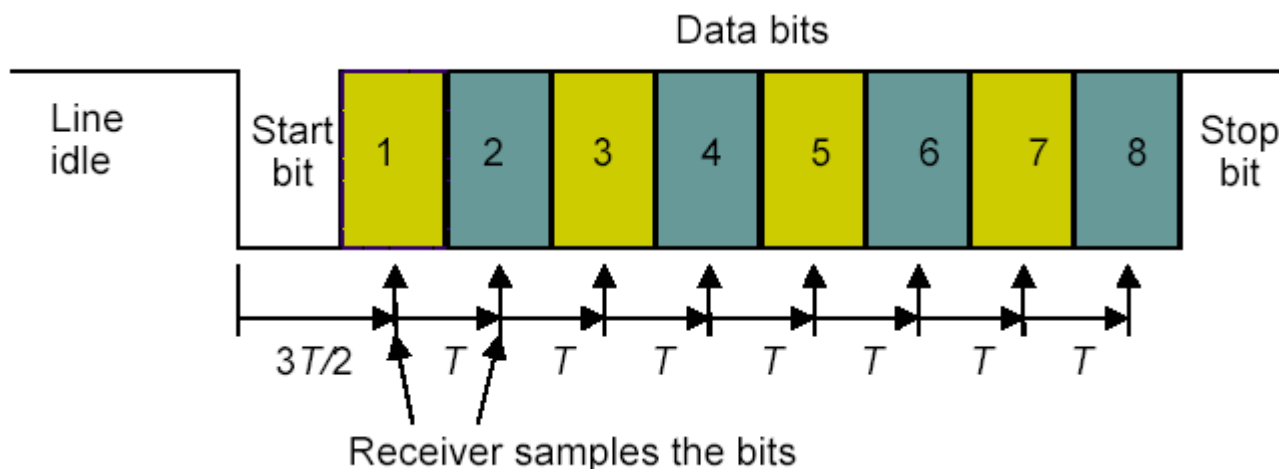 Data bits
Line
idle
Start
bit
1 2 3 4 5 6 7 8
Stop
bit
3T/2 T T T T T T T
Receiver samples the bits